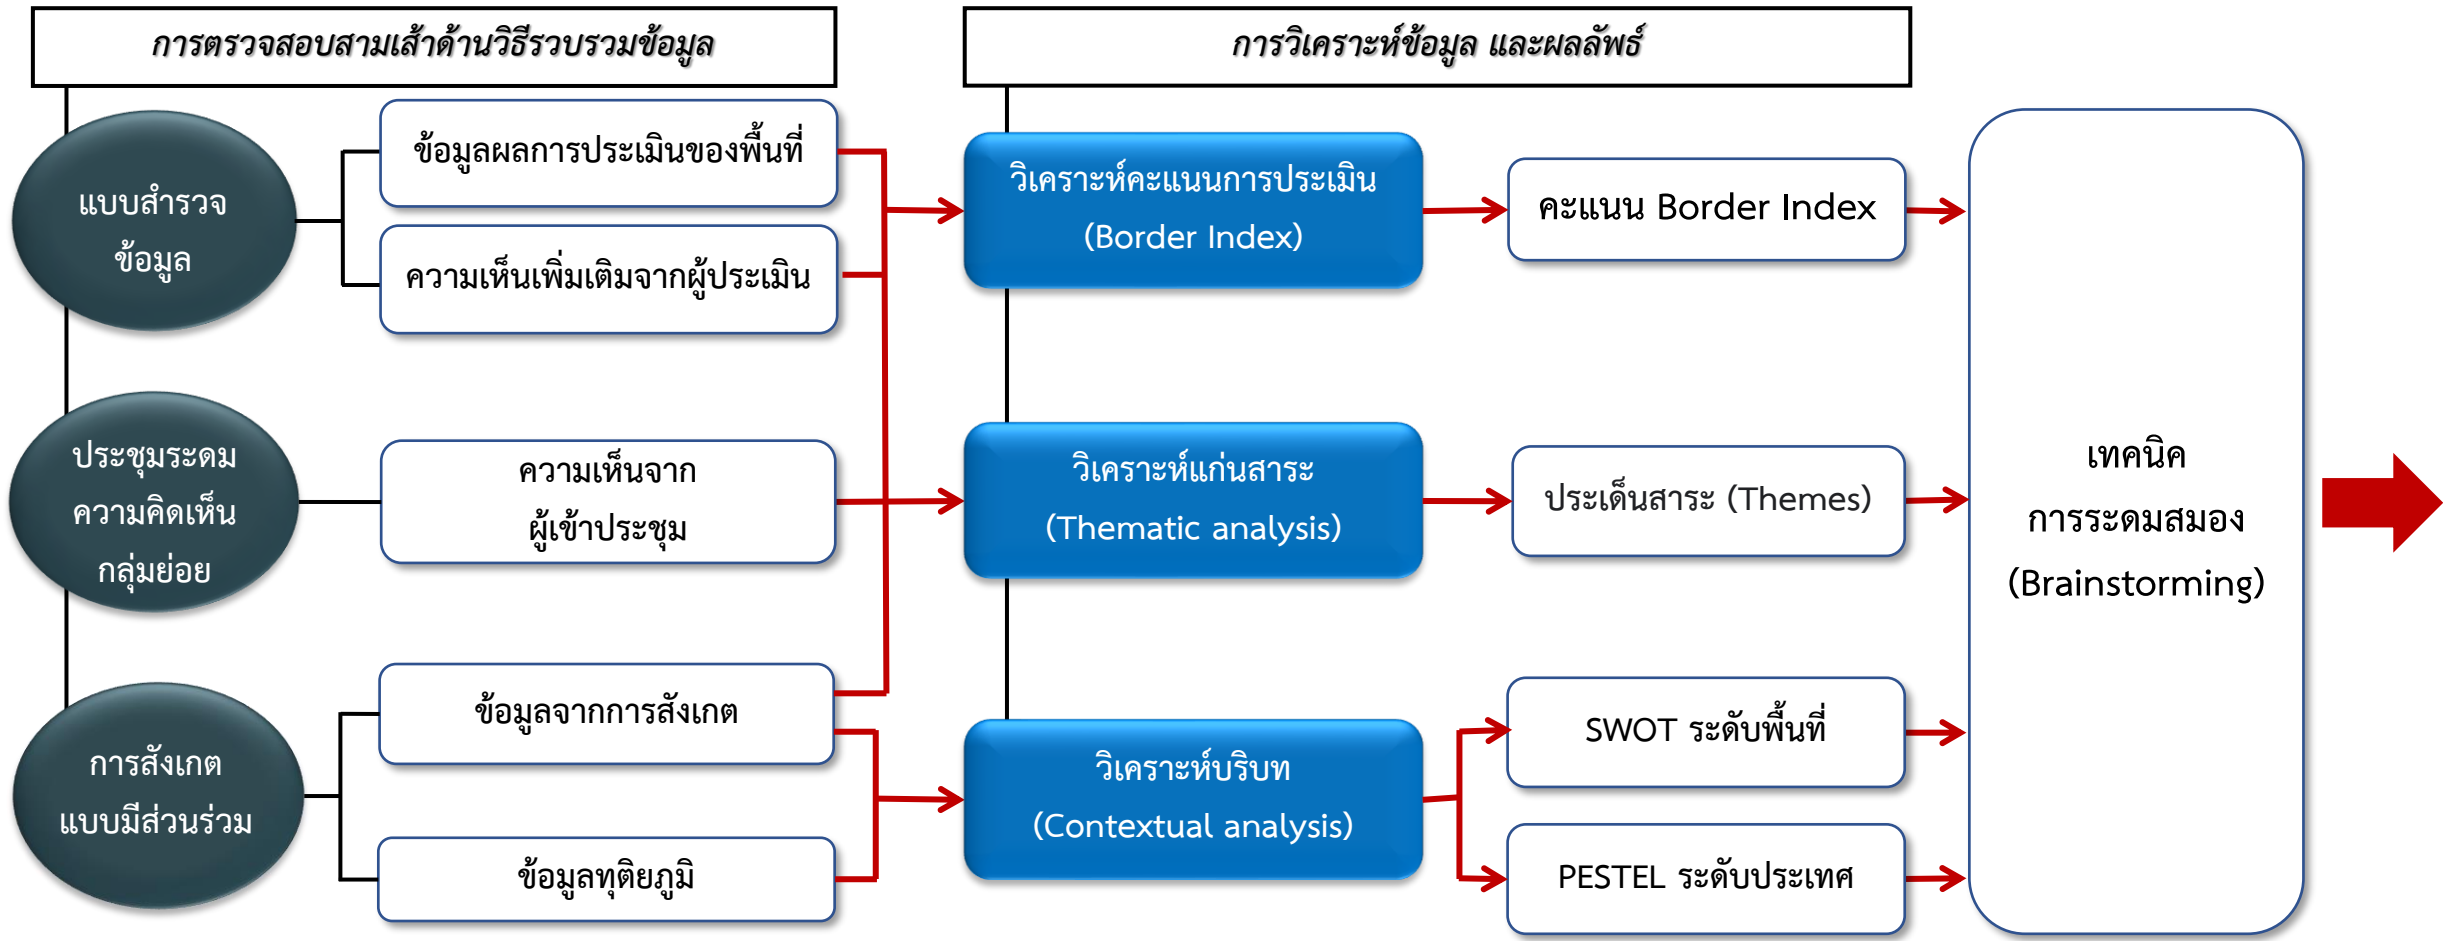 การตรวจสอบสามเส้าด้านวิธีรวบรวมข้อมูล
การวิเคราะห์ข้อมูล และผลลัพธ์
แบบสำรวจ
ข้อมูล
ข้อมูลผลการประเมินของพื้นที่
ความเห็นเพิ่มเติมจากผู้ประเมิน
วิเคราะห์คะแนนการประเมิน
(Border Index)
คะแนน Border Index
ประชุมระดม
ความคิดเห็น
กลุ่มย่อย
ความเห็นจาก
ผู้เข้าประชุม
วิเคราะห์แก่นสาระ
(Thematic analysis)
ประเด็นสาระ (Themes)
การสังเกต
แบบมีส่วนร่วม
ข้อมูลจากการสังเกต
ข้อมูลทุติยภูมิ
วิเคราะห์บริบท
(Contextual analysis)
SWOT ระดับพื้นที่
PESTEL ระดับประเทศ
เทคนิค
การระดมสมอง
(Brainstorming)